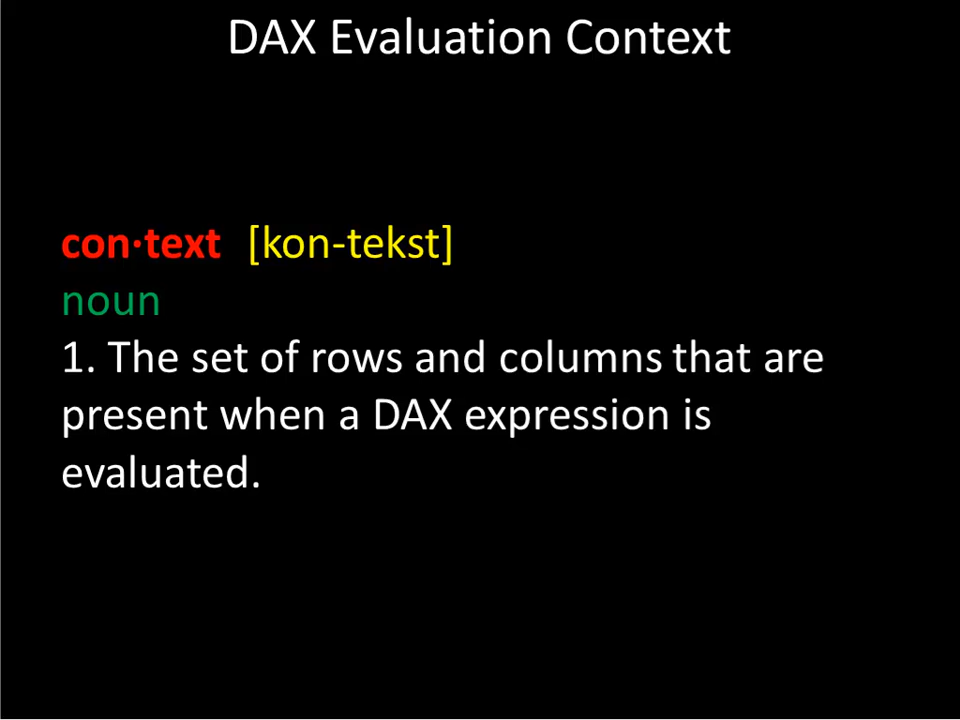 DAX Evaluation Context
con·text [kon-tekst]
noun
1. The set of rows and columns that are
present when a DAX expression is
evaluated.